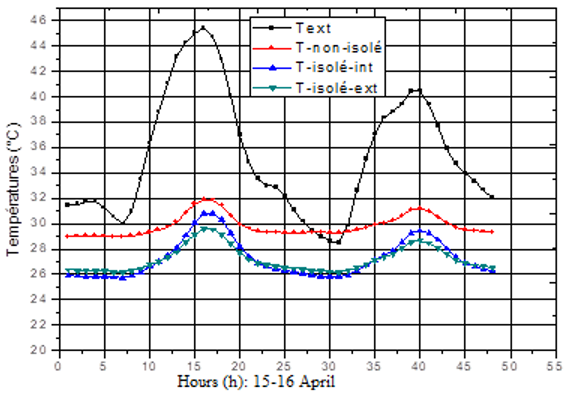 46
44
42
40
38
36
34
32
30
28
26
24
22
20
Températures (°C)
Text
T-non-isolé
T-isolé-int
T-isolé-ext
0 5 10 15 20 25 30 35 40 45 50 55
Hours (h): 15-16 April